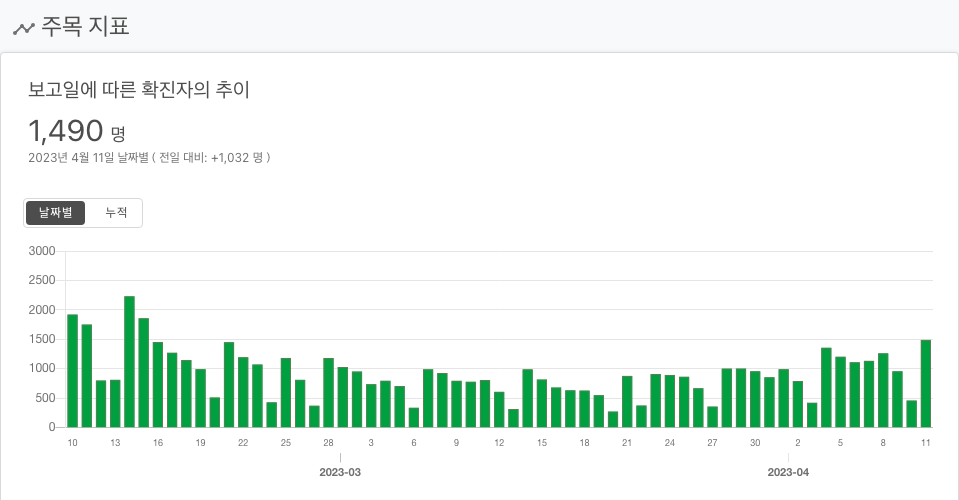 주목 지표
보고일에 따른 확진자의 추이
1,490 명
2023년 4월 11일 날짜별 ( 전일 대비: +1,032 명 )
날짜별 누적
3000
2500
2000
1500
1000
500
0
10 13 16 19 22 25 28 3 6 9 12 15 18 21 24 27 30 2 5 8 11
2023-03 2023-04